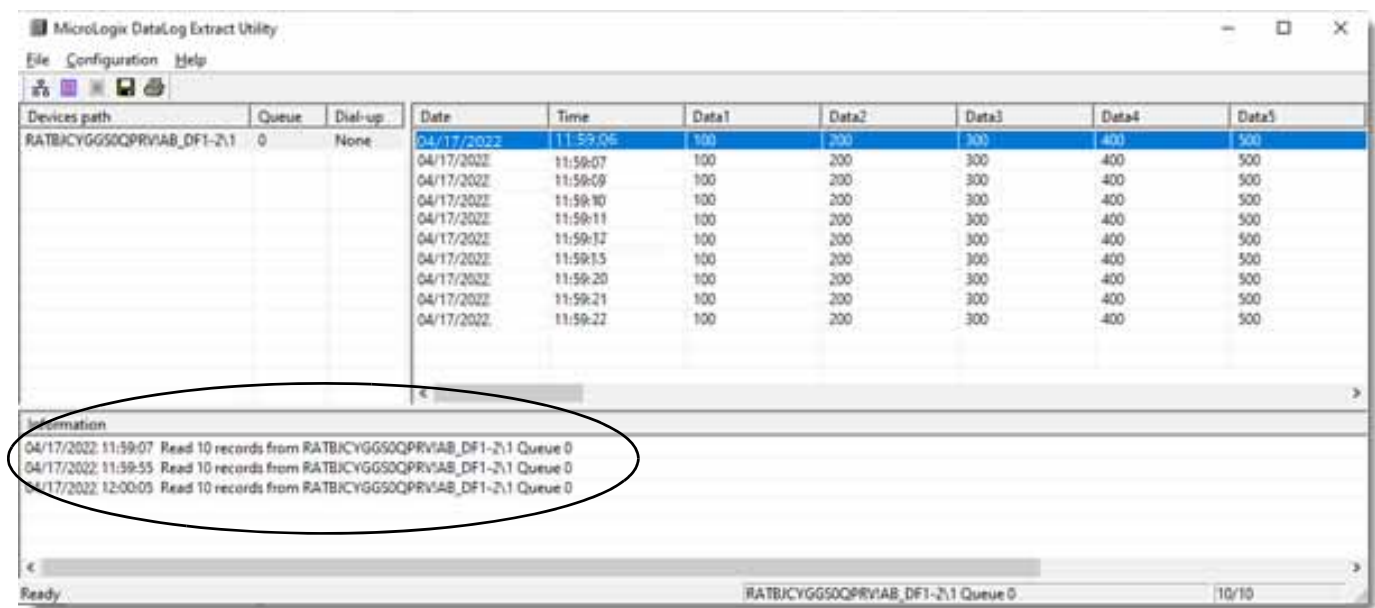 MicroLogix DataLog Extract Utility
File Configuration Help
Devices path Queue Dial-up Date Time Data1 Data2 Data3 Data4 Data5
RATBJCYGGS0QPRV!AB_DF1-2\1 0 None 04/17/2022 11:59:06 100 200 300 400 500
04/17/2022 11:59:07 100 200 300 400 500
04/17/2022 11:59:09 100 200 300 400 500
04/17/2022 11:59:10 100 200 300 400 500
04/17/2022 11:59:11 100 200 300 400 500
04/17/2022 11:59:12 100 200 300 400 500
04/17/2022 11:59:15 100 200 300 400 500
04/17/2022 11:59:20 100 200 300 400 500
04/17/2022 11:59:21 100 200 300 400 500
04/17/2022 11:59:22 100 200 300 400 500
Information
04/17/2022 11:59:07 Read 10 records from RATBJCYGGS0QPRV!AB_DF1-2\1 Queue 0
04/17/2022 11:59:55 Read 10 records from RATBJCYGGS0QPRV!AB_DF1-2\1 Queue 0
04/17/2022 12:00:05 Read 10 records from RATBJCYGGS0QPRV!AB_DF1-2\1 Queue 0
Ready RATBJCYGGS0QPRV!AB_DF1-2\1 Queue 0 10/10